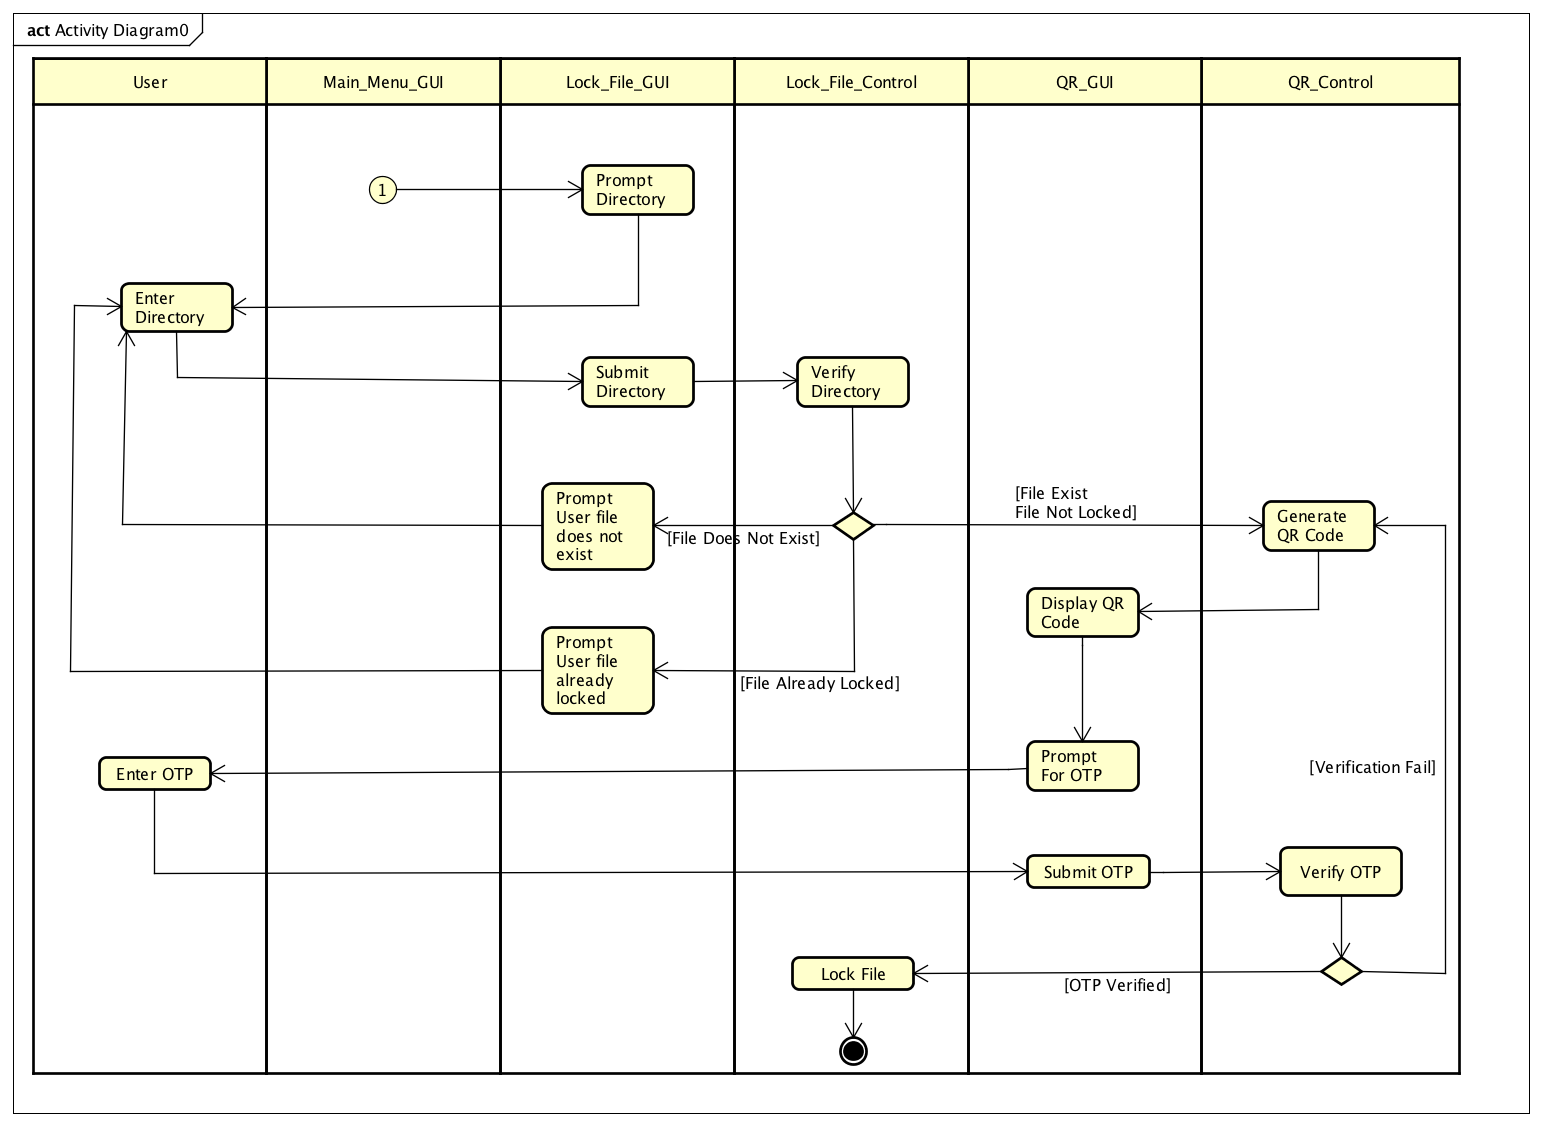 act Activity Diagram0
User
Main_Menu_GUI
Lock_File_GUI
Lock_File_Control
QR_GUI
QR_Control
1
Prompt
Directory
Enter
Directory
Submit
Directory
Verify
Directory
Prompt
User file
does not
exist
[File Does Not Exist]
[File Exist
File Not Locked]
Generate
QR Code
Display QR
Code
Prompt
User file
already
locked
[File Already Locked]
Enter OTP
Prompt
For OTP
[Verification Fail]
Submit OTP
Verify OTP
Lock File
[OTP Verified]